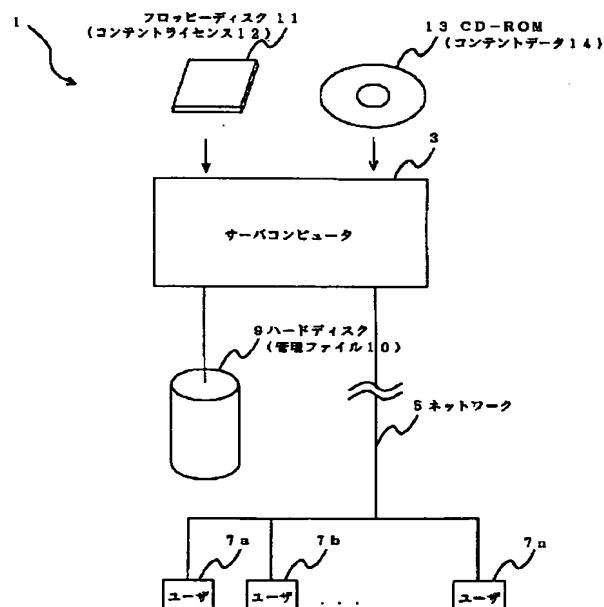 1
フロッピーディスク 11
(コンテントライセンス12)
13 CD-ROM
(コンテントデータ14)
3
サーバコンピュータ
9ハードディスク
(管理ファイル10)
5 ネットワーク
7a
7b
7n
ユーザ
ユーザ
...
ユーザ